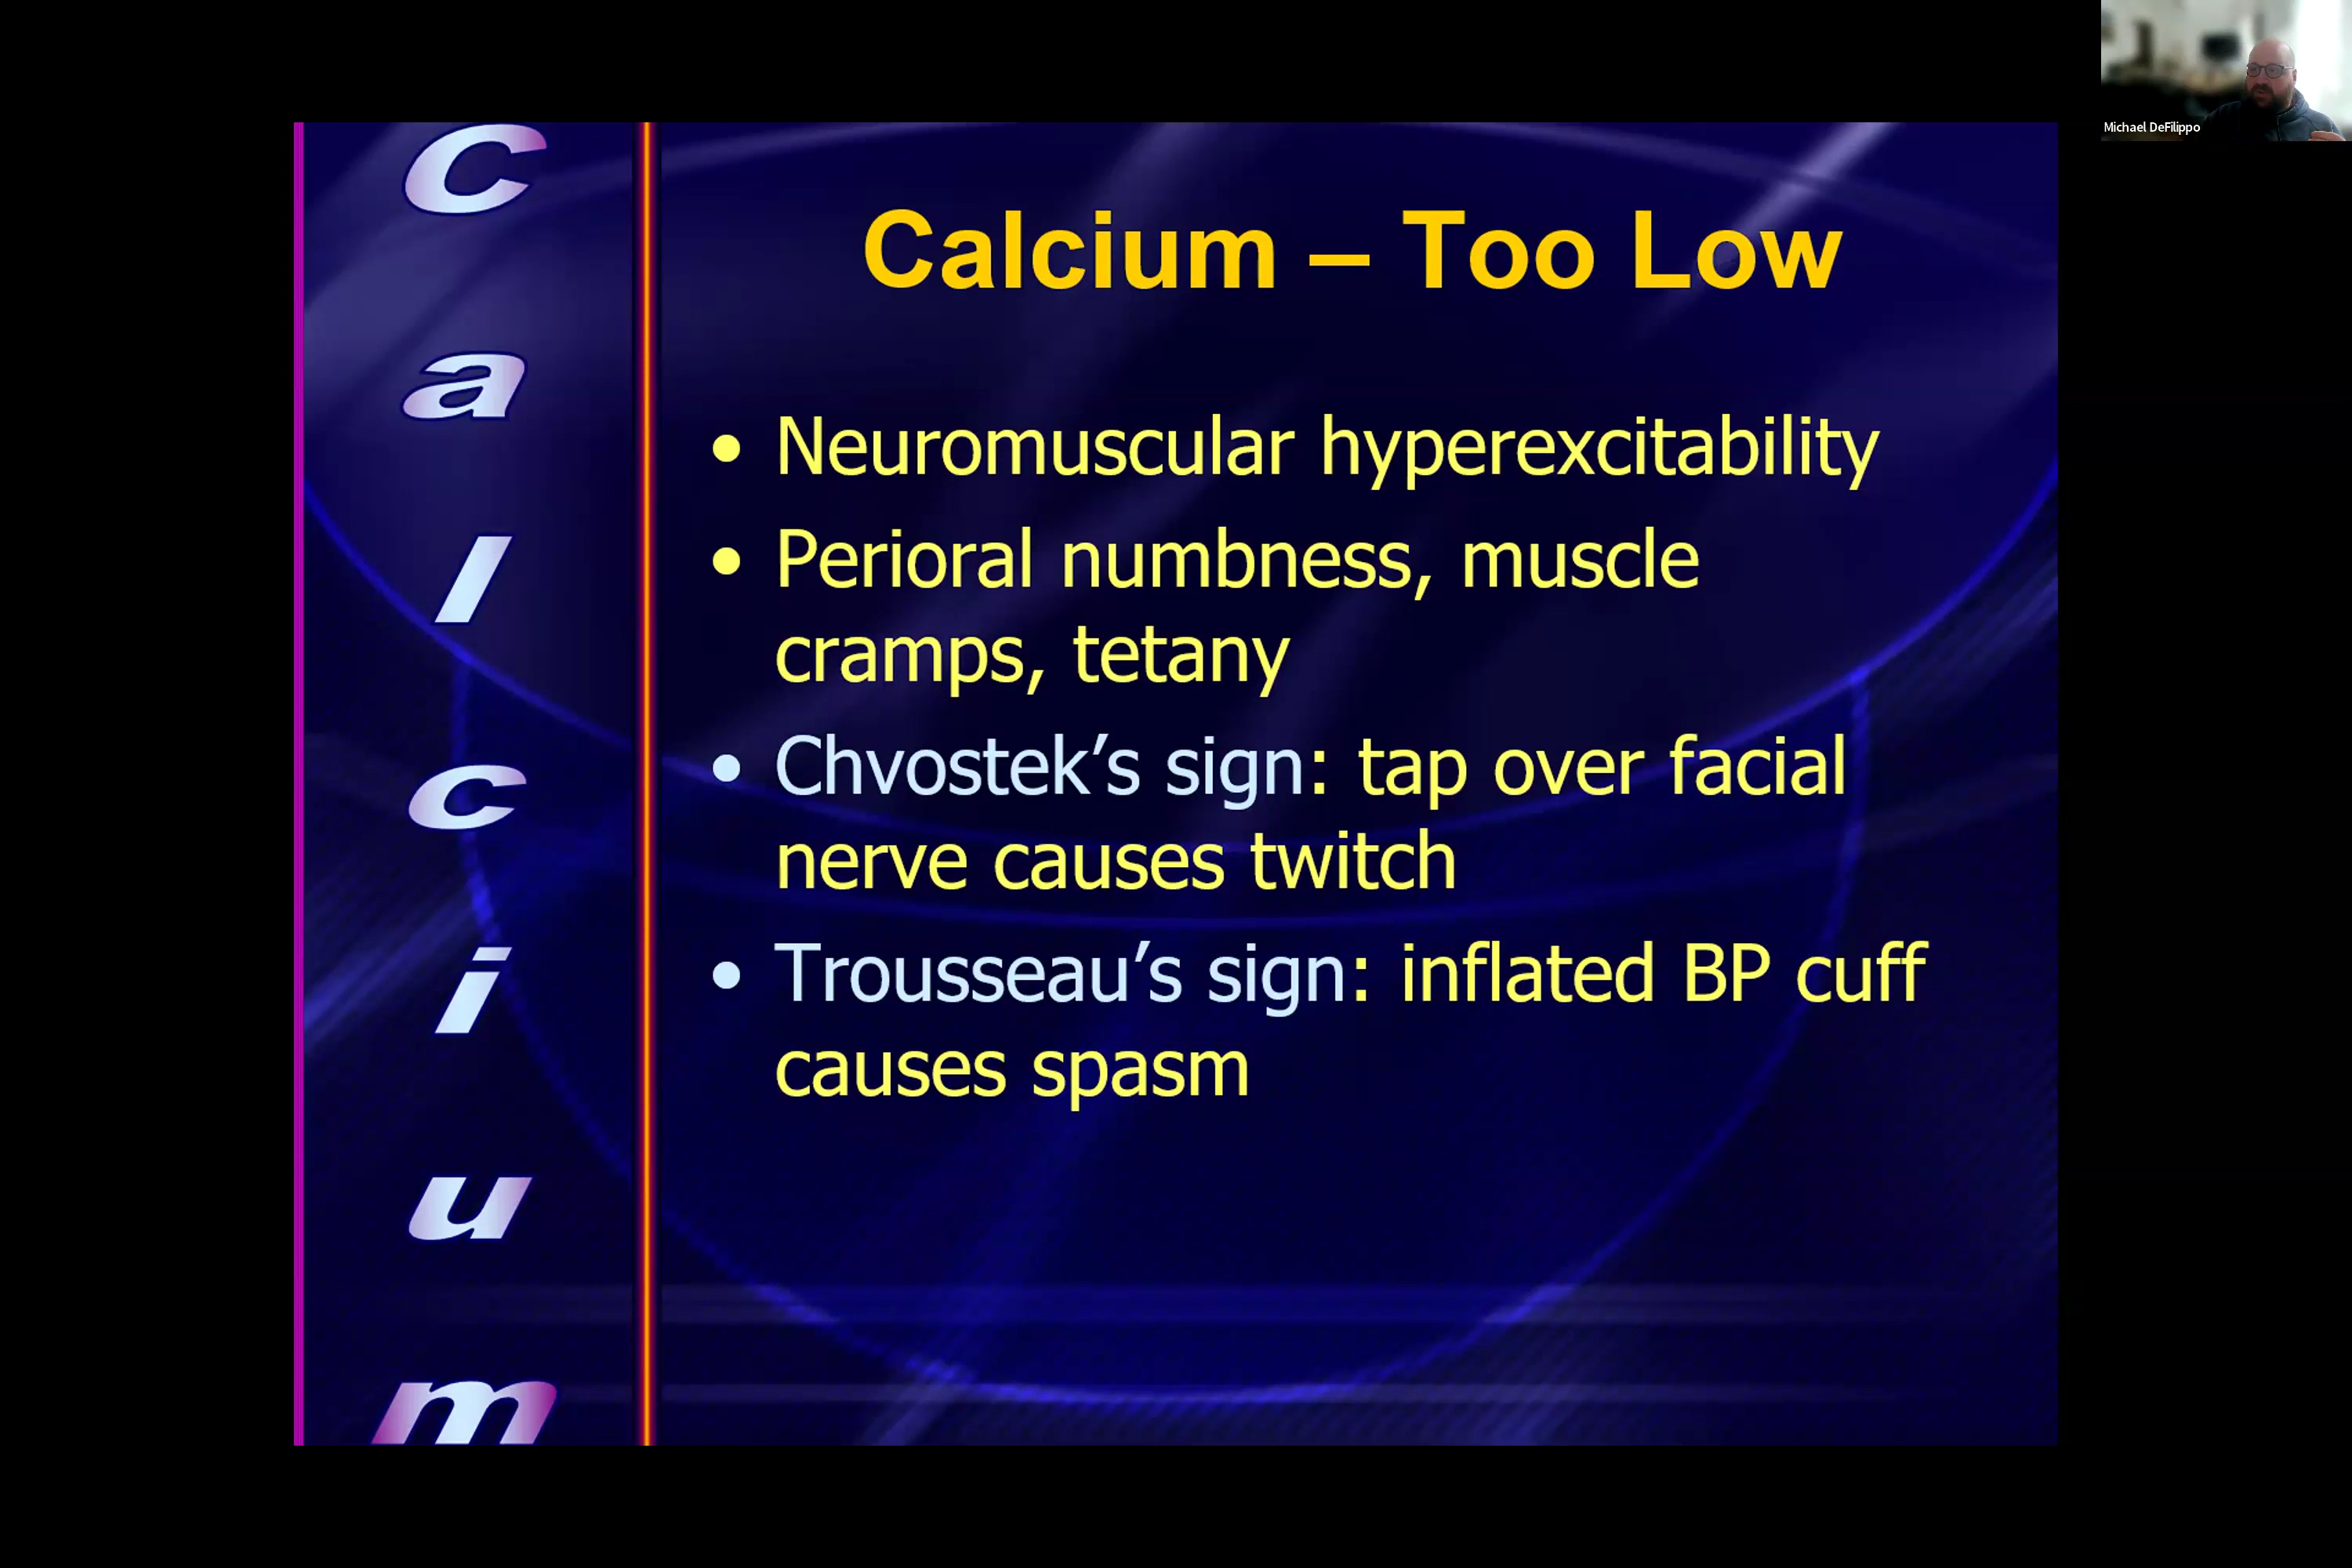 Michael DeFilippo
Calcium
Calcium – Too Low
• Neuromuscular hyperexcitability
• Perioral numbness, muscle
cramps, tetany
• Chvostek’s sign: tap over facial
nerve causes twitch
• Trousseau’s sign: inflated BP cuff
causes spasm